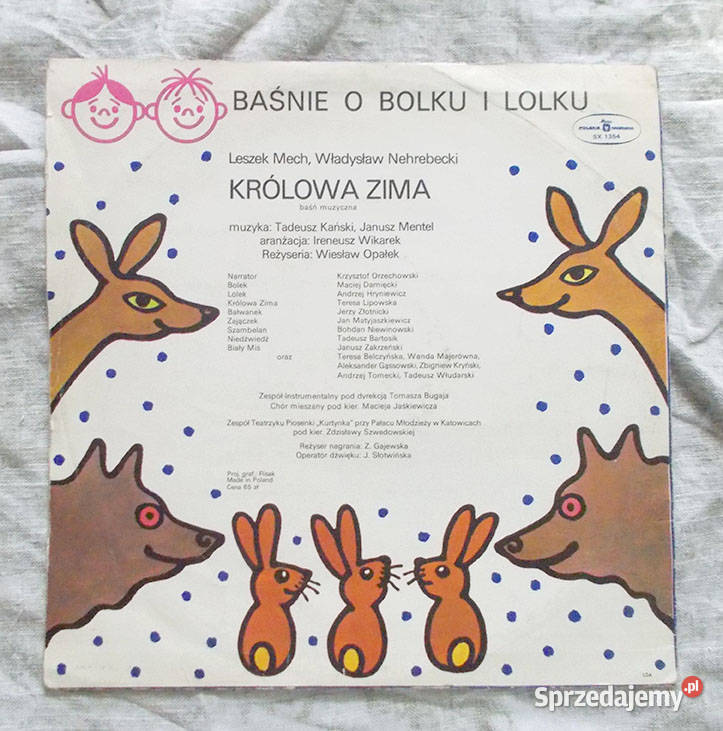 BAŚNIE O BOLKU I LOLKU
POLSKIE NAGRANIA
SX 1354
Leszek Mech, Władysław Nehrebecki
KRÓLOWA ZIMA
baśń muzyczna
muzyka: Tadeusz Kański, Janusz Mentel
aranżacja: Ireneusz Wikarek
Reżyseria: Wiesław Opałek
Narrator Krzysztof Orzechowski
Bolek Maciej Damięcki
Lolek Andrzej Hryniewicz
Królowa Zima Teresa Lipowska
Bałwanek Jerzy Złotnicki
Zajączek Jan Matyjaszkiewicz
Szambelan Bohdan Niewinowski
Niedźwiedź Tadeusz Bartosik
Biały Miś Janusz Zakrzeński
oraz Teresa Belczyńska, Wanda Majerówna,
Aleksander Gąssowski, Zbigniew Kryński,
Andrzej Tomecki, Tadeusz Włudarski
Zespół Instrumentalny pod dyrekcją Tomasza Bugaja
Chór mieszany pod kier. Macieja Jaśkiewicza
Zespół Teatrzyku Piosenki „Kurtynka" przy Pałacu Młodzieży w Katowicach
pod kier. Zdzisławy Szwedowskiej
Reżyser nagrania: Z. Gajewska
Operator dźwięku: J. Słotwińska
Proj. graf.: Flisak
Made in Poland
Cena 65 zł
Sprzedajemy.pl